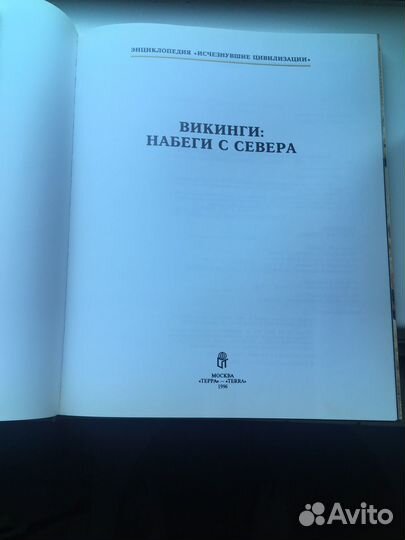 ЭНЦИКЛОПЕДИЯ «ИСЧЕЗНУВШИЕ ЦИВИЛИЗАЦИИ»
ВИКИНГИ:
НАБЕГИ С СЕВЕРА
МОСКВА
«ТЕРРА» — «TERRA»
1996
Avito